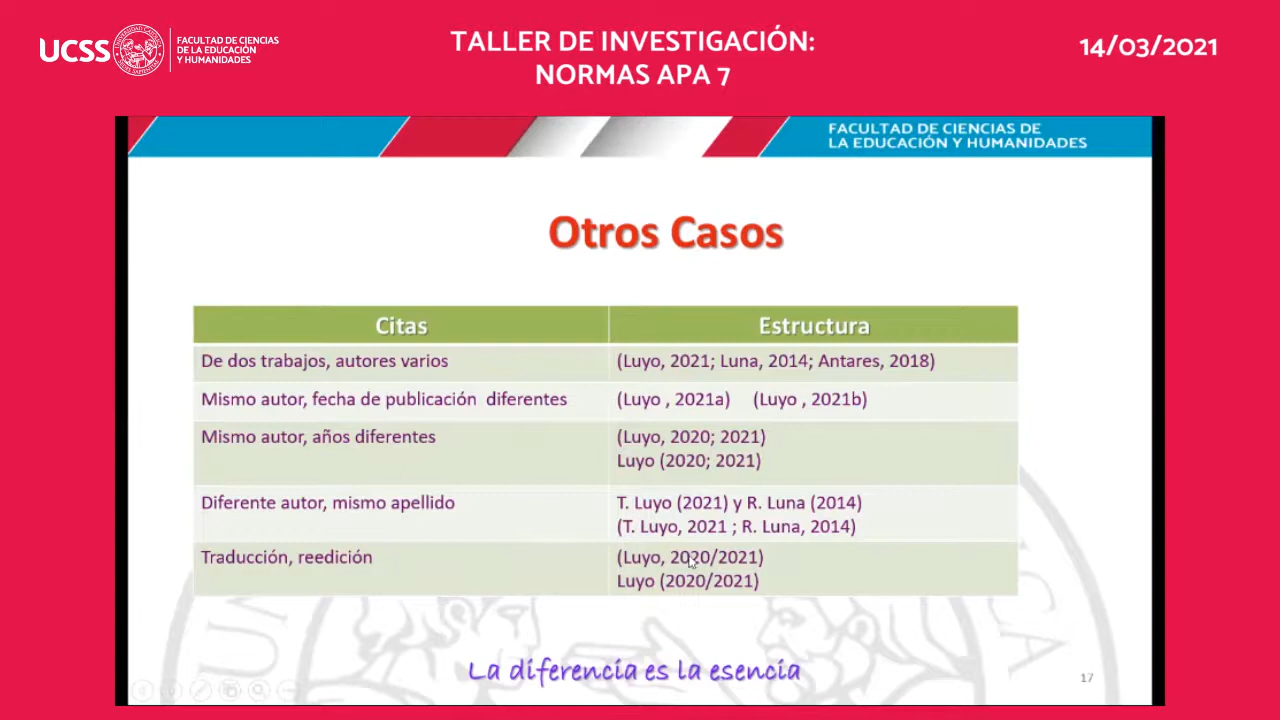 UCSS
FACULTAD DE CIENCIAS
DE LA EDUCACIÓN
Y HUMANIDADES
TALLER DE INVESTIGACIÓN:
NORMAS APA 7
14/03/2021
FACULTAD DE CIENCIAS DE
LA EDUCACIÓN Y HUMANIDADES
Otros Casos
Citas
Estructura
De dos trabajos, autores varios
(Luyo, 2021; Luna, 2014; Antares, 2018)
Mismo autor, fecha de publicación diferentes
(Luyo , 2021a) (Luyo , 2021b)
Mismo autor, años diferentes
(Luyo, 2020; 2021)
Luyo (2020; 2021)
Diferente autor, mismo apellido
T. Luyo (2021) y R. Luna (2014)
(T. Luyo, 2021 ; R. Luna, 2014)
Traducción, reedición
(Luyo, 2020/2021)
Luyo (2020/2021)
La diferencia es la esencia
17